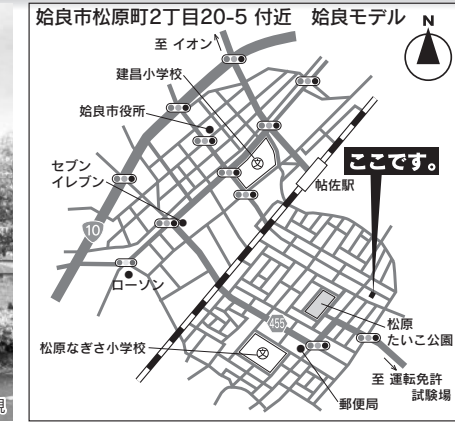 姶良市松原町2丁目20-5 付近 姶良モデル
N
至 イオン
建昌小学校
姶良市役所
セブン
イレブン
ここです。
帖佐駅
10
ローソン
455
松原
たいこ公園
松原なぎさ小学校
文
文
郵便局
至 運転免許
試験場
現